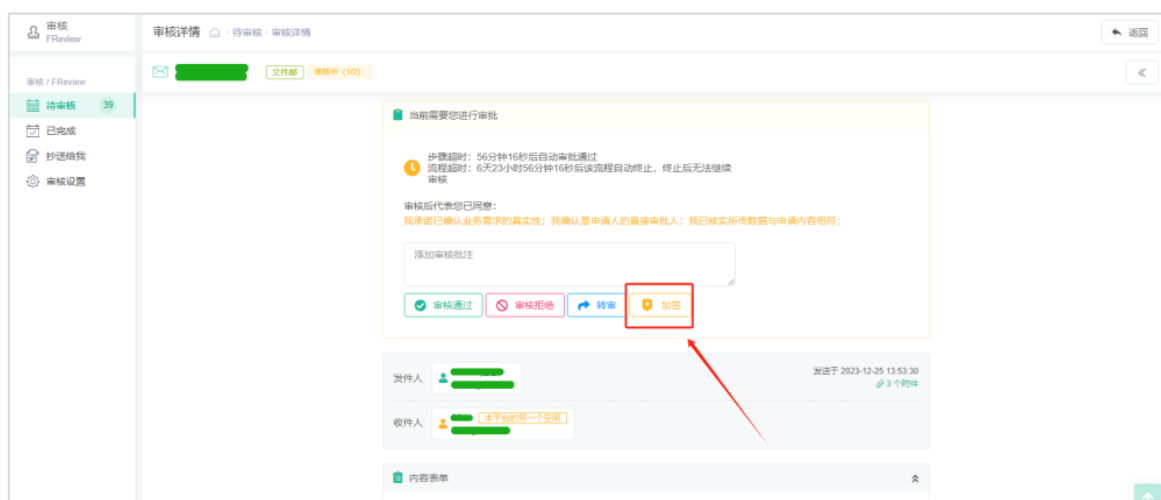 审核
FReview
审核详情 · 待审核 · 审核详情
返回
审核 / FReview
待审核 39
已完成
抄送给我
审核设置
文件部 审核中 (1/2)
当前需要您进行审批
步骤超时：56分钟16秒后自动审批通过
流程超时：6天23小时56分钟16秒后该流程自动终止，终止后无法继续
审核
审核后代表您已同意：
我承诺已确认业务需求的真实性；我确认是申请人的直接审批人；我已核实所传数据与申请内容相符；
添加审核批注
审核通过 审核拒绝 转审 加签
发件人
发送于 2023-12-25 13:53:30
3 个附件
收件人 本平台的另一个空间
内容表单